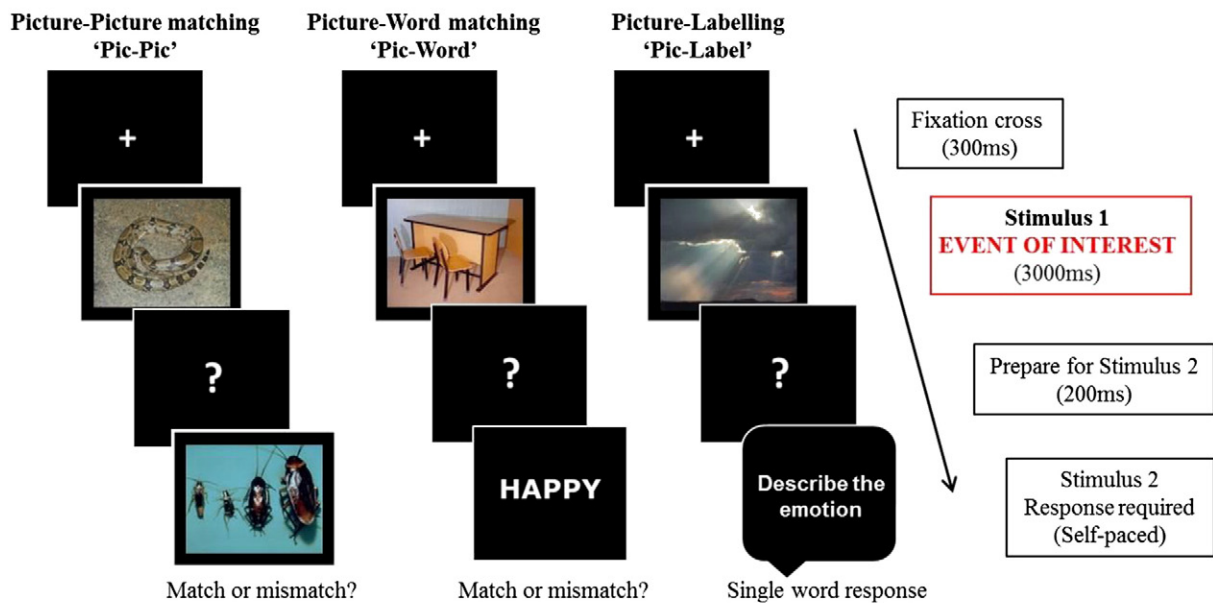 Picture-Picture matching
‘Pic-Pic’
Picture-Word matching
‘Pic-Word’
Picture-Labelling
‘Pic-Label’
+
+
+
Fixation cross
(300ms)
Stimulus 1
EVENT OF INTEREST
(3000ms)
?
?
?
Prepare for Stimulus 2
(200ms)
HAPPY
Describe the
emotion
Stimulus 2
Response required
(Self-paced)
Match or mismatch?
Match or mismatch?
Single word response